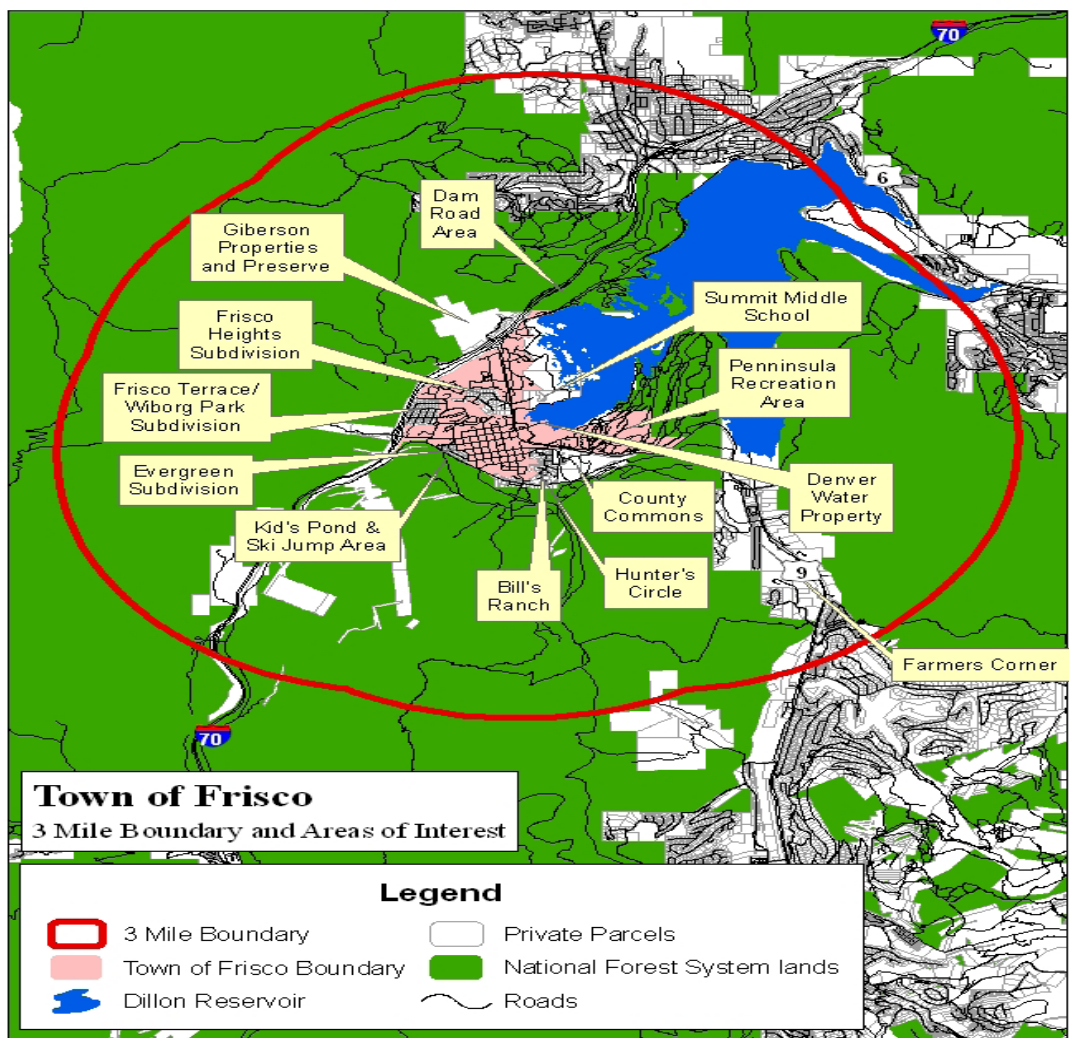 70
6
Dam
Road
Area
Giberson
Properties
and Preserve
Summit Middle
School
Frisco
Heights
Subdivision
Penninsula
Recreation
Area
Frisco Terrace/
Wiborg Park
Subdivision
Evergreen
Subdivision
Denver
Water
Property
County
Commons
Kid's Pond &
Ski Jump Area
Bill's
Ranch
Hunter's
Circle
9
Farmers Corner
70
Town of Frisco
3 Mile Boundary and Areas of Interest
Legend
3 Mile Boundary
Private Parcels
Town of Frisco Boundary
National Forest System lands
Dillon Reservoir
Roads